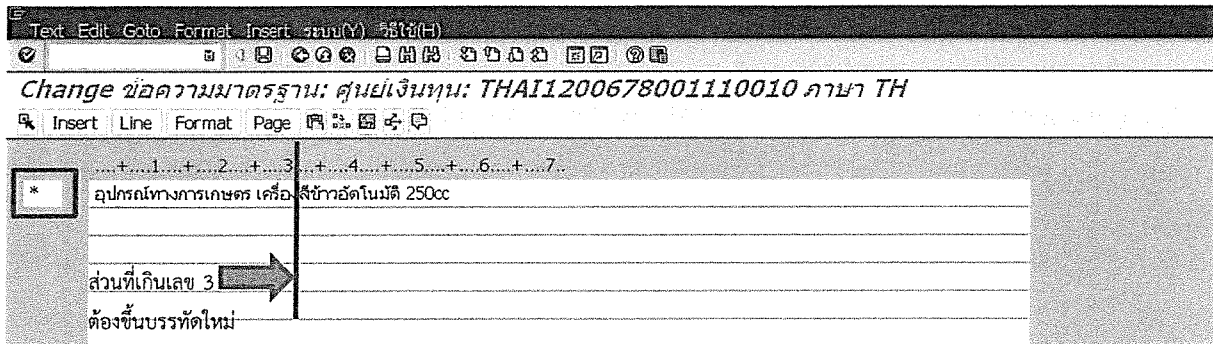 Text Edit Goto Format Insert ระบบ(Y) วิธีใช้(H)
Change ข้อความมาตรฐาน: ศูนย์เงินทุน: THAI1200678001110010 ภาษา TH
Insert Line Format Page
....+....1....+....2....+....3....+....4....+....5....+....6....+....7..
* อุปกรณ์ทางการเกษตร เครื่องสีข้าวอัตโนมัติ 250cc
ส่วนที่เกินเลข 3
ต้องขึ้นบรรทัดใหม่